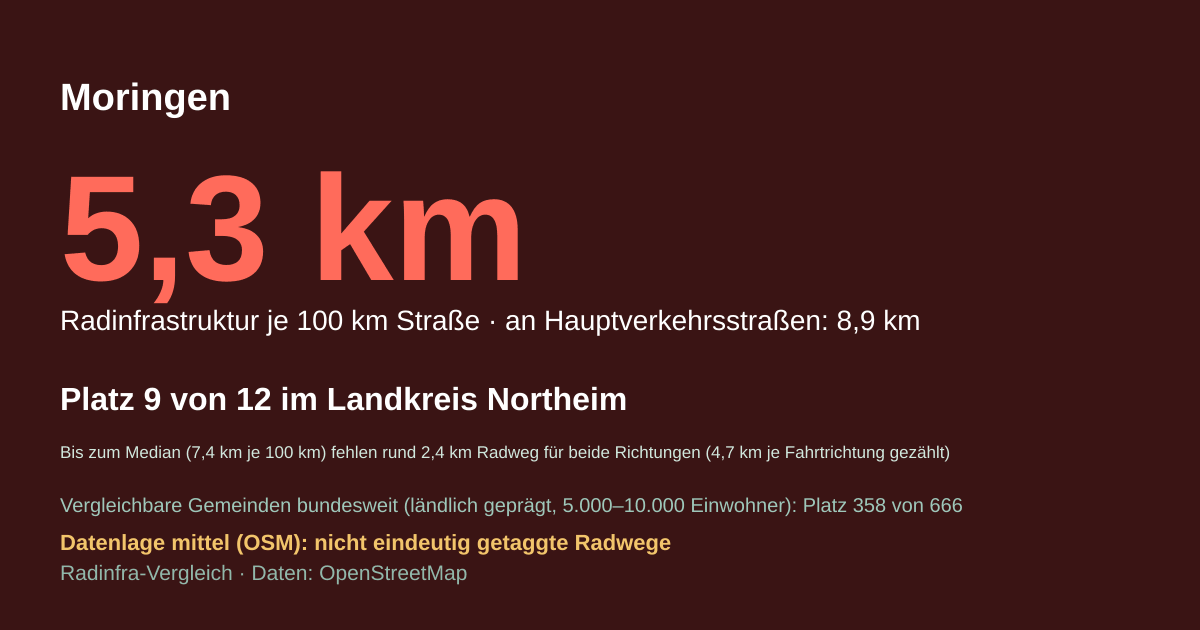 Moringen
5,3 km
Radinfrastruktur je 100 km Straße · an Hauptverkehrsstraßen: 8,9 km
Platz 9 von 12 im Landkreis Northeim
Bis zum Median (7,4 km je 100 km) fehlen rund 2,4 km Radweg für beide Richtungen (4,7 km je Fahrtrichtung gezählt)
Vergleichbare Gemeinden bundesweit (ländlich geprägt, 5.000–10.000 Einwohner): Platz 358 von 666
Datenlage mittel (OSM): nicht eindeutig getaggte Radwege
Radinfra-Vergleich · Daten: OpenStreetMap